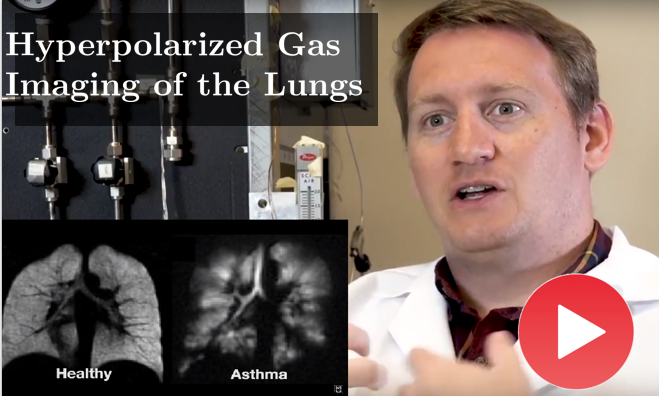 Hyperpolarized Gas
Imaging of the Lungs
Healthy
Asthma